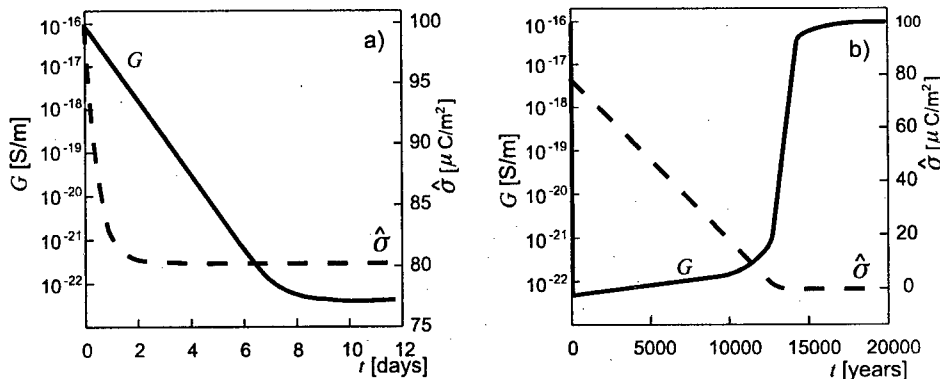 a)
G [S/m]
10⁻¹⁶
10⁻¹⁷
10⁻¹⁸
10⁻¹⁹
10⁻²⁰
10⁻²¹
10⁻²²
G
σ̂
100
95
90
85
80
75
σ̂ [μ C/m²]
0 2 4 6 8 10 12
t [days]
b)
G [S/m]
10⁻¹⁶
10⁻¹⁷
10⁻¹⁸
10⁻¹⁹
10⁻²⁰
10⁻²¹
10⁻²²
G
σ̂
100
80
60
40
20
0
σ̂ [μ C/m²]
0 5000 10000 15000 20000
t [years]